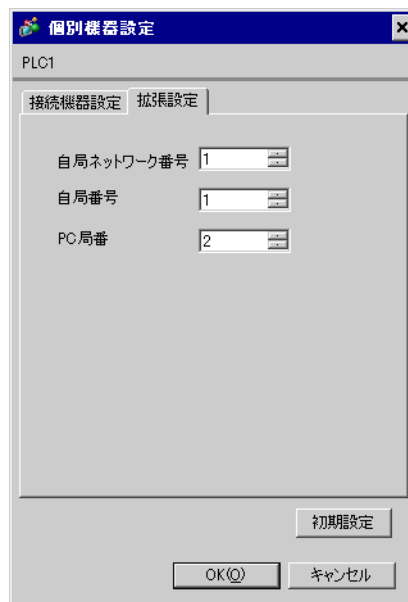 個別機器設定
PLC1
接続機器設定 拡張設定
自局ネットワーク番号 1
自局番号 1
PC局番 2
初期設定
OK(O) キャンセル